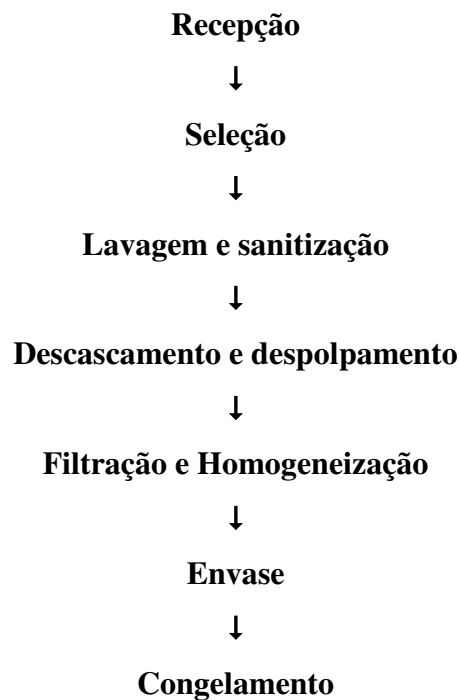 Recepção
↓
Seleção
↓
Lavagem e sanitização
↓
Descascamento e despolpamento
↓
Filtração e Homogeneização
↓
Envase
↓
Congelamento